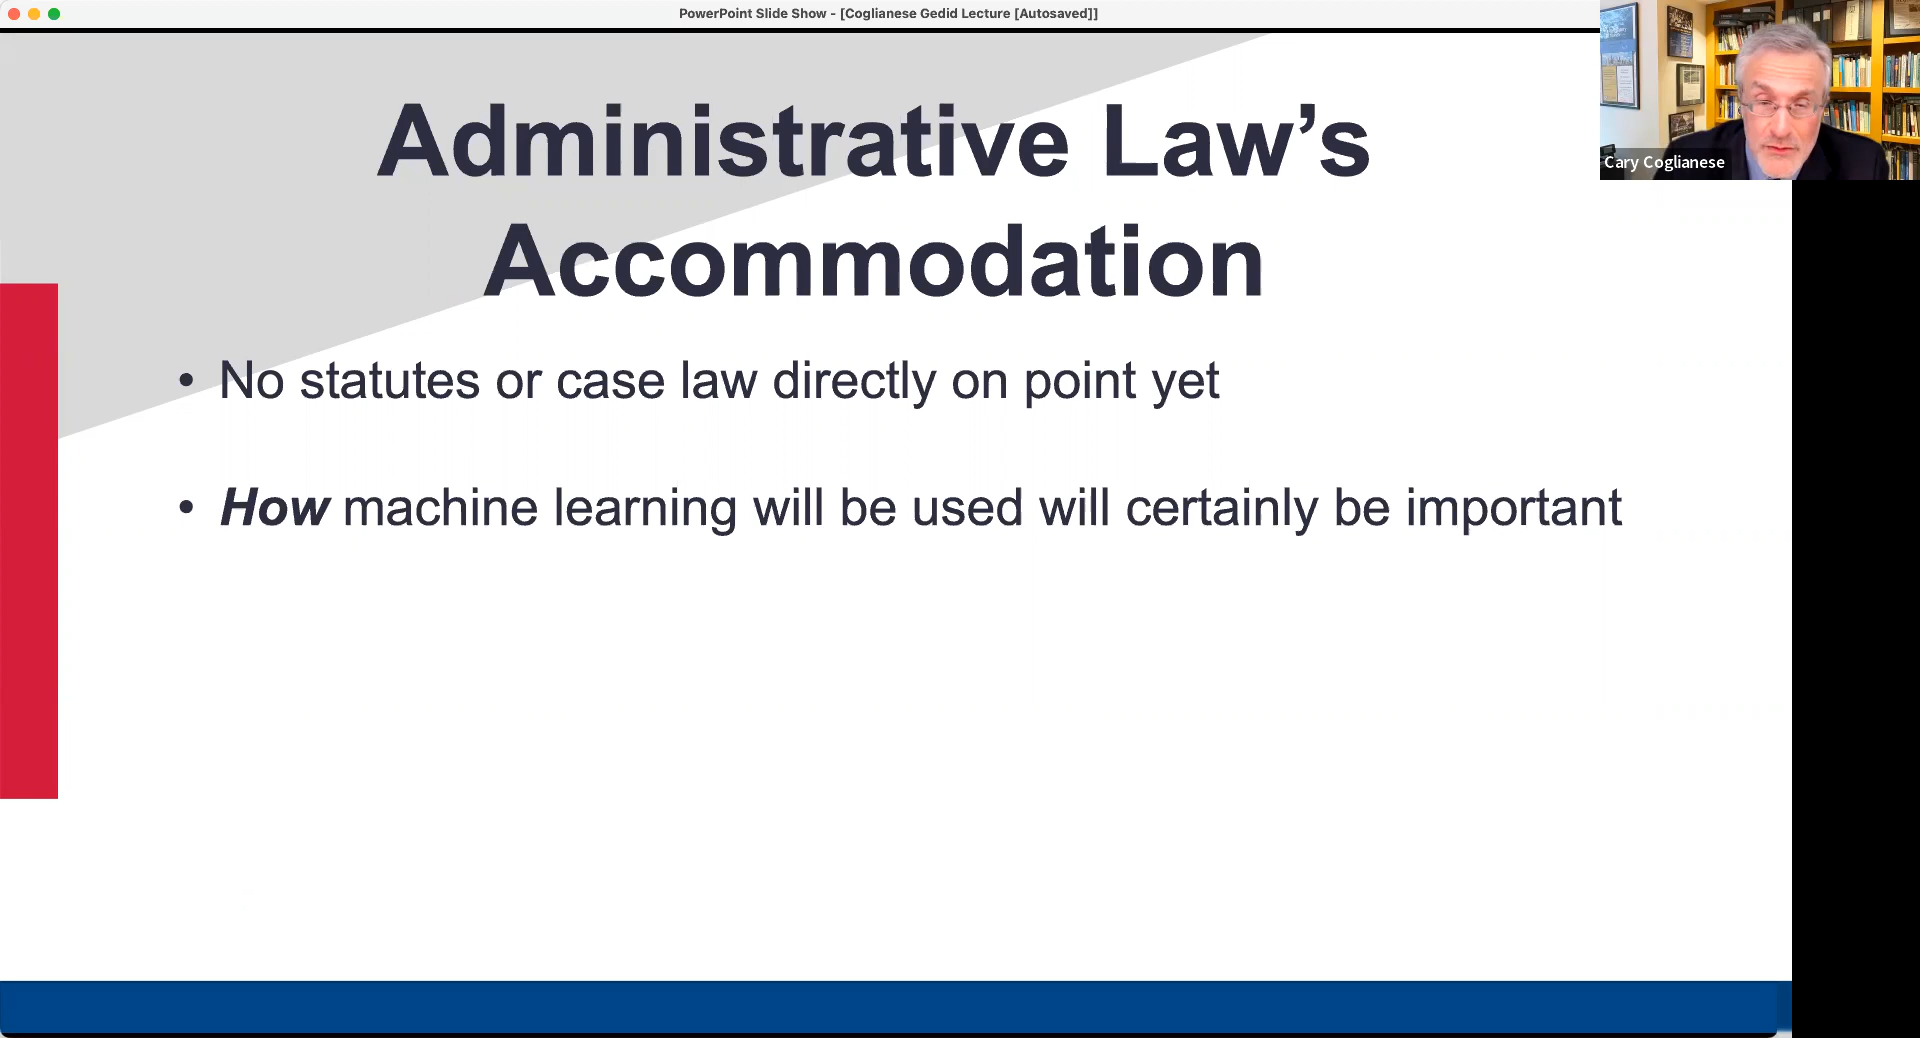 PowerPoint Slide Show - [Coglianese Gedid Lecture [Autosaved]]
Administrative Law’s
Accommodation
• No statutes or case law directly on point yet
• How machine learning will be used will certainly be important
Cary Coglianese